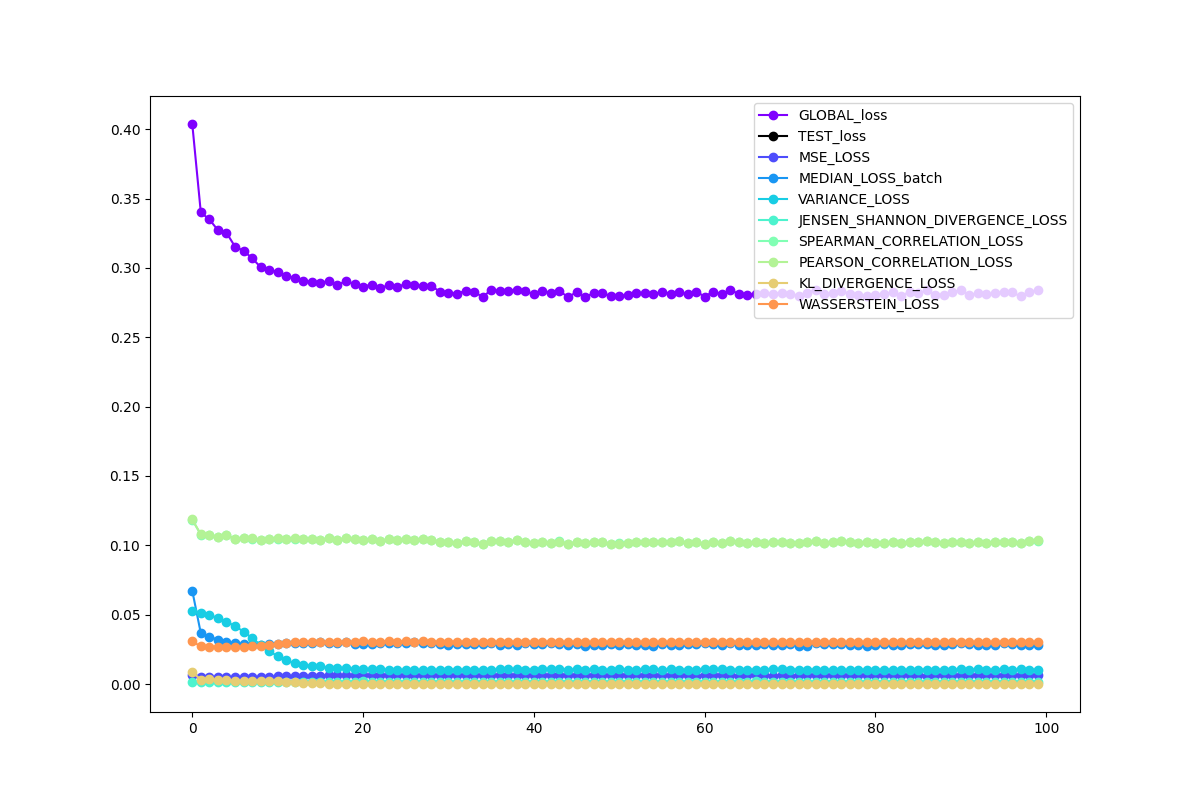 GLOBAL_loss
TEST_loss
MSE_LOSS
MEDIAN_LOSS_batch
VARIANCE_LOSS
JENSEN_SHANNON_DIVERGENCE_LOSS
SPEARMAN_CORRELATION_LOSS
PEARSON_CORRELATION_LOSS
KL_DIVERGENCE_LOSS
WASSERSTEIN_LOSS
0.40
0.35
0.30
0.25
0.20
0.15
0.10
0.05
0.00
0 20 40 60 80 100